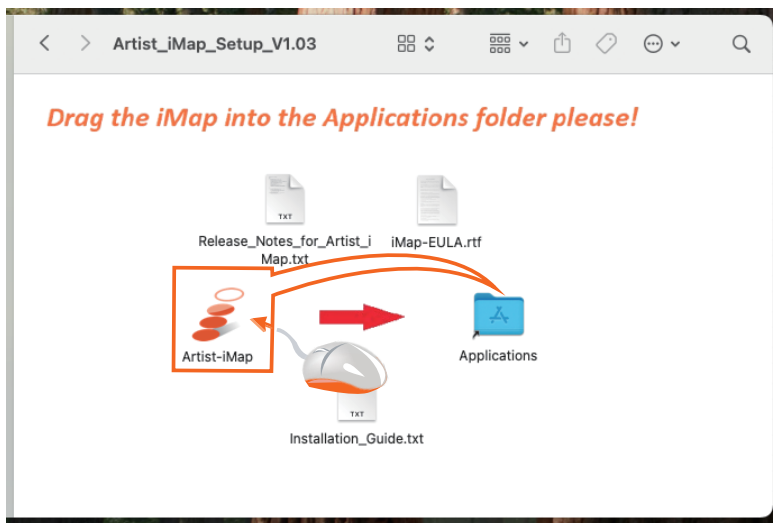 Artist_iMap_Setup_V1.03
Drag the iMap into the Applications folder please!
TXT
Release_Notes_for_Artist_i
Map.txt
iMap-EULA.rtf
Artist-iMap
Applications
TXT
Installation_Guide.txt